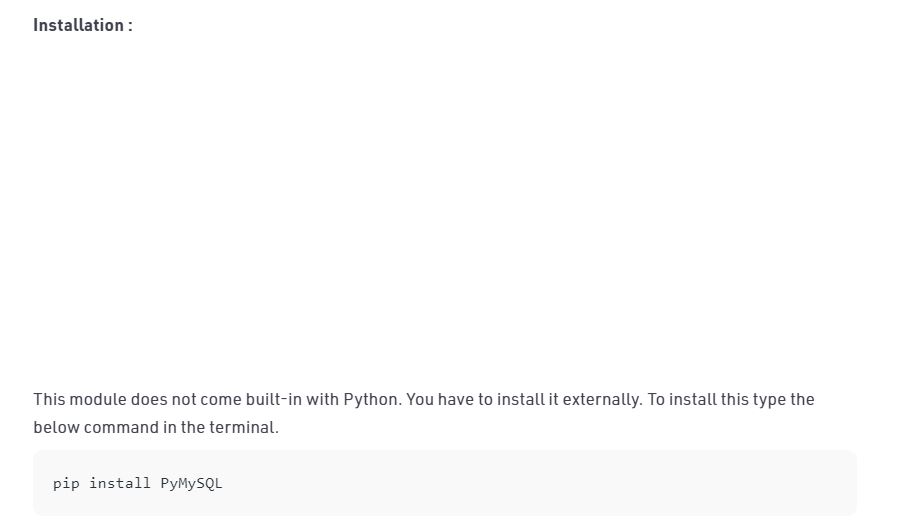 Installation :
This module does not come built-in with Python. You have to install it externally. To install this type the
below command in the terminal.
pip install PyMySQL